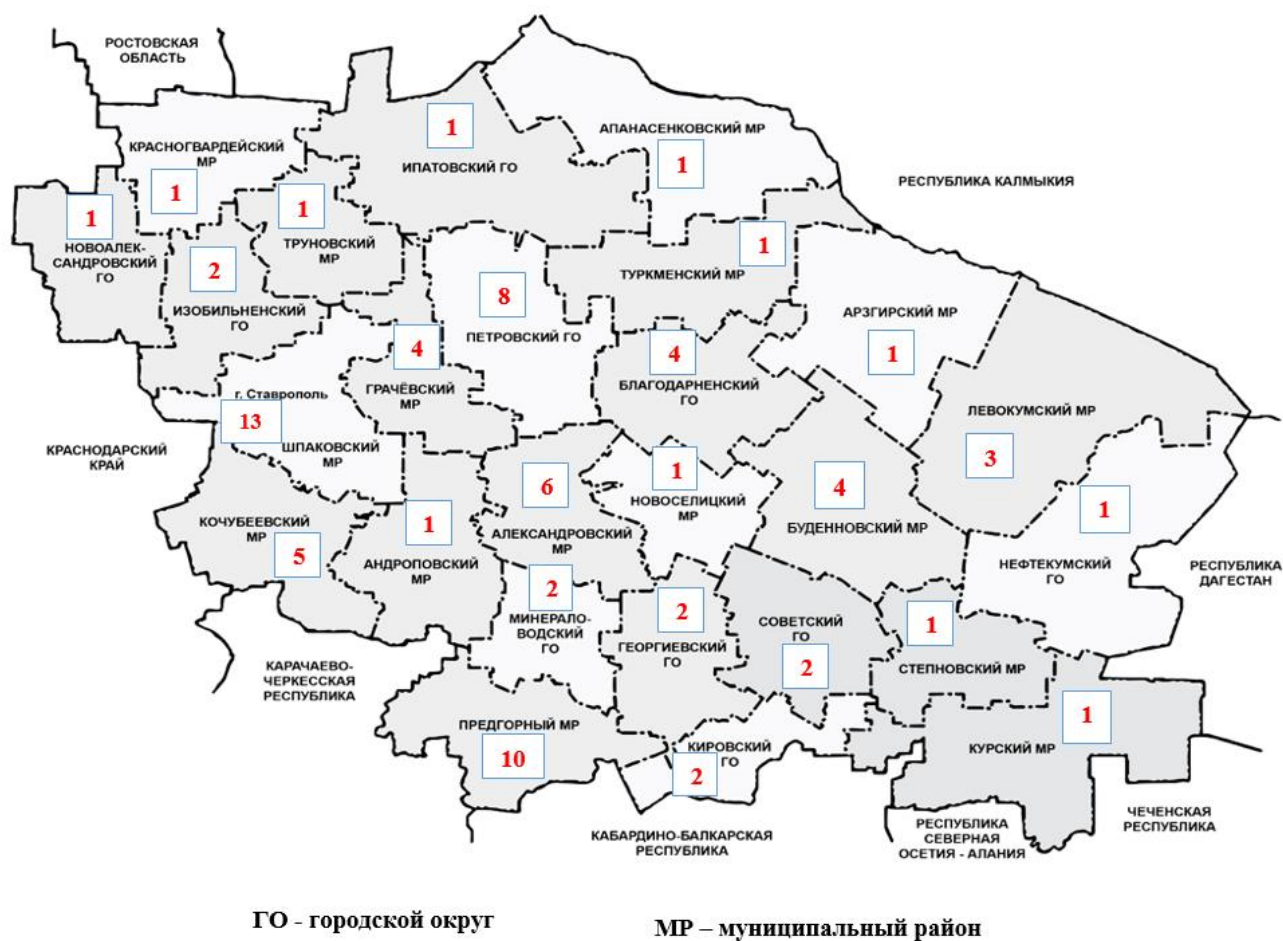 РОСТОВСКАЯ
ОБЛАСТЬ
1
АПАНАСЕНКОВСКИЙ МР
1
КРАСНОГВАРДЕЙСКИЙ
МР
1
ИПАТОВСКИЙ ГО
РЕСПУБЛИКА КАЛМЫКИЯ
1
НОВОАЛЕК-
САНДРОВСКИЙ
ГО
1
ТРУНОВСКИЙ
МР
1
ТУРКМЕНСКИЙ МР
2
ИЗОБИЛЬНЕНСКИЙ
ГО
8
ПЕТРОВСКИЙ ГО
АРЗГИРСКИЙ МР
1
4
ГРАЧЁВСКИЙ
МР
4
БЛАГОДАРНЕНСКИЙ
ГО
г. Ставрополь
13
ШПАКОВСКИЙ
МР
ЛЕВОКУМСКИЙ МР
3
КРАСНОДАРСКИЙ
КРАЙ
1
НОВОСЕЛИЦКИЙ
МР
6
АЛЕКСАНДРОВСКИЙ
МР
4
БУДЕННОВСКИЙ МР
1
НЕФТЕКУМСКИЙ
ГО
КОЧУБЕЕВСКИЙ
МР
5
1
АНДРОПОВСКИЙ
МР
РЕСПУБЛИКА
ДАГЕСТАН
2
МИНЕРАЛО-
ВОДСКИЙ
ГО
2
ГЕОРГИЕВСКИЙ
ГО
СОВЕТСКИЙ
ГО
2
1
СТЕПНОВСКИЙ МР
КАРАЧАЕВО-
ЧЕРКЕССКАЯ
РЕСПУБЛИКА
1
КУРСКИЙ МР
ПРЕДГОРНЫЙ МР
10
КИРОВСКИЙ
ГО
2
ЧЕЧЕНСКАЯ
РЕСПУБЛИКА
КАБАРДИНО-БАЛКАРСКАЯ
РЕСПУБЛИКА
РЕСПУБЛИКА
СЕВЕРНАЯ
ОСЕТИЯ - АЛАНИЯ
ГО - городской округ
МР – муниципальный район